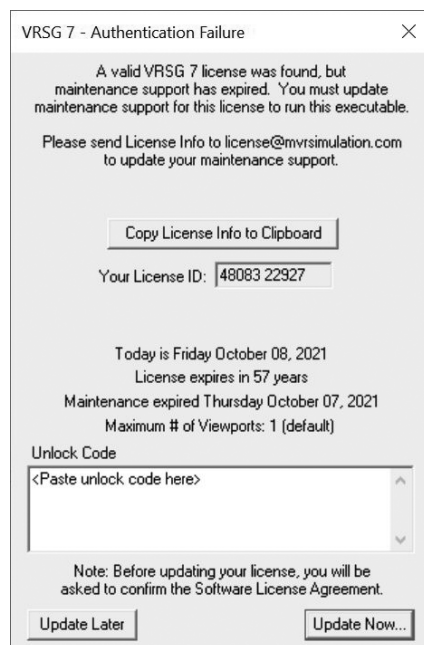 VRSG 7 - Authentication Failure
A valid VRSG 7 license was found, but
maintenance support has expired. You must update
maintenance support for this license to run this executable.
Please send License Info to license@mvrsimulation.com
to update your maintenance support.
Copy License Info to Clipboard
Your License ID: 48083 22927
Today is Friday October 08, 2021
License expires in 57 years
Maintenance expired Thursday October 07, 2021
Maximum # of Viewports: 1 (default)
Unlock Code
<Paste unlock code here>
Note: Before updating your license, you will be
asked to confirm the Software License Agreement.
Update Later Update Now...